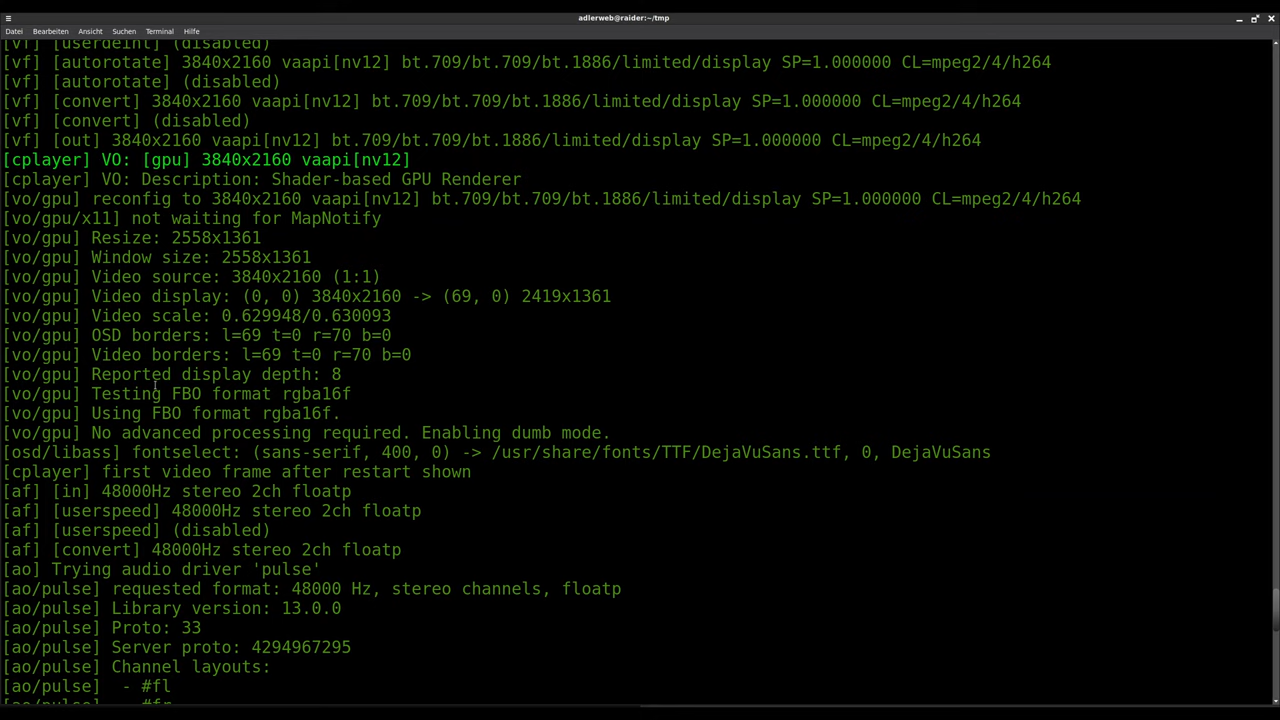 adlerweb@raider:~/tmp
Datei Bearbeiten Ansicht Suchen Terminal Hilfe
[vf] [userdeint] (disabled)
[vf] [autorotate] 3840x2160 vaapi[nv12] bt.709/bt.709/bt.1886/limited/display SP=1.000000 CL=mpeg2/4/h264
[vf] [autorotate] (disabled)
[vf] [convert] 3840x2160 vaapi[nv12] bt.709/bt.709/bt.1886/limited/display SP=1.000000 CL=mpeg2/4/h264
[vf] [convert] (disabled)
[vf] [out] 3840x2160 vaapi[nv12] bt.709/bt.709/bt.1886/limited/display SP=1.000000 CL=mpeg2/4/h264
[cplayer] VO: [gpu] 3840x2160 vaapi[nv12]
[cplayer] VO: Description: Shader-based GPU Renderer
[vo/gpu] reconfig to 3840x2160 vaapi[nv12] bt.709/bt.709/bt.1886/limited/display SP=1.000000 CL=mpeg2/4/h264
[vo/gpu/x11] not waiting for MapNotify
[vo/gpu] Resize: 2558x1361
[vo/gpu] Window size: 2558x1361
[vo/gpu] Video source: 3840x2160 (1:1)
[vo/gpu] Video display: (0, 0) 3840x2160 -> (69, 0) 2419x1361
[vo/gpu] Video scale: 0.629948/0.630093
[vo/gpu] OSD borders: l=69 t=0 r=70 b=0
[vo/gpu] Video borders: l=69 t=0 r=70 b=0
[vo/gpu] Reported display depth: 8
[vo/gpu] Testing FBO format rgba16f
[vo/gpu] Using FBO format rgba16f.
[vo/gpu] No advanced processing required. Enabling dumb mode.
[osd/libass] fontselect: (sans-serif, 400, 0) -> /usr/share/fonts/TTF/DejaVuSans.ttf, 0, DejaVuSans
[cplayer] first video frame after restart shown
[af] [in] 48000Hz stereo 2ch floatp
[af] [userspeed] 48000Hz stereo 2ch floatp
[af] [userspeed] (disabled)
[af] [convert] 48000Hz stereo 2ch floatp
[ao] Trying audio driver 'pulse'
[ao/pulse] requested format: 48000 Hz, stereo channels, floatp
[ao/pulse] Library version: 13.0.0
[ao/pulse] Proto: 33
[ao/pulse] Server proto: 4294967295
[ao/pulse] Channel layouts:
[ao/pulse]  - #fl
[ao/pulse]  - #fr